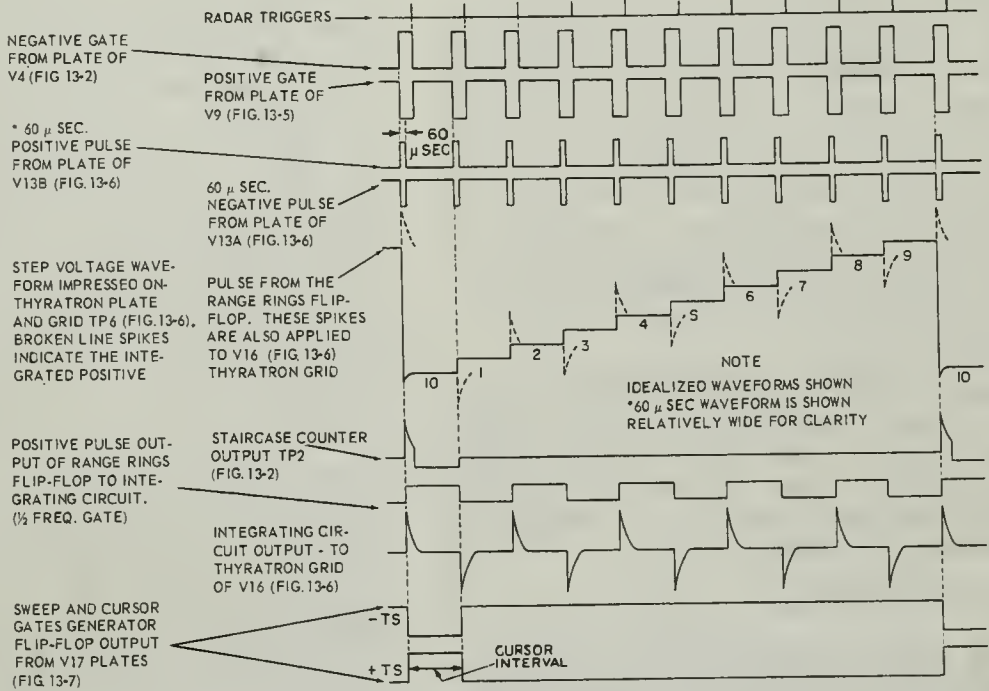 RADAR TRIGGERS
NEGATIVE GATE
FROM PLATE OF
V4 (FIG 13-2)
POSITIVE GATE
FROM PLATE OF
V9 (FIG. 13-5)
* 60 μ SEC.
POSITIVE PULSE
FROM PLATE OF
V13B (FIG. 13-6)
60
μ SEC
60 μ SEC.
NEGATIVE PULSE
FROM PLATE OF
V13A (FIG. 13-6)
STEP VOLTAGE WAVE-
FORM IMPRESSED ON-
THYRATRON PLATE
AND GRID TP6 (FIG. 13-6).
BROKEN LINE SPIKES
INDICATE THE INTE-
GRATED POSITIVE
PULSE FROM THE
RANGE RINGS FLIP-
FLOP. THESE SPIKES
ARE ALSO APPLIED
TO V16 (FIG. 13-6)
THYRATRON GRID
10 1 2 3 4 5 6 7 8 9 10
NOTE
IDEALIZED WAVEFORMS SHOWN
*60 μ SEC WAVEFORM IS SHOWN
RELATIVELY WIDE FOR CLARITY
STAIRCASE COUNTER
OUTPUT TP2
(FIG. 13-2)
POSITIVE PULSE OUT-
PUT OF RANGE RINGS
FLIP-FLOP TO INTE-
GRATING CIRCUIT.
(½ FREQ. GATE)
INTEGRATING CIR-
CUIT OUTPUT - TO
THYRATRON GRID
OF V16 (FIG. 13-6)
SWEEP AND CURSOR
GATES GENERATOR
FLIP-FLOP OUTPUT
FROM V17 PLATES
(FIG 13-7)
-TS
+TS
CURSOR
INTERVAL